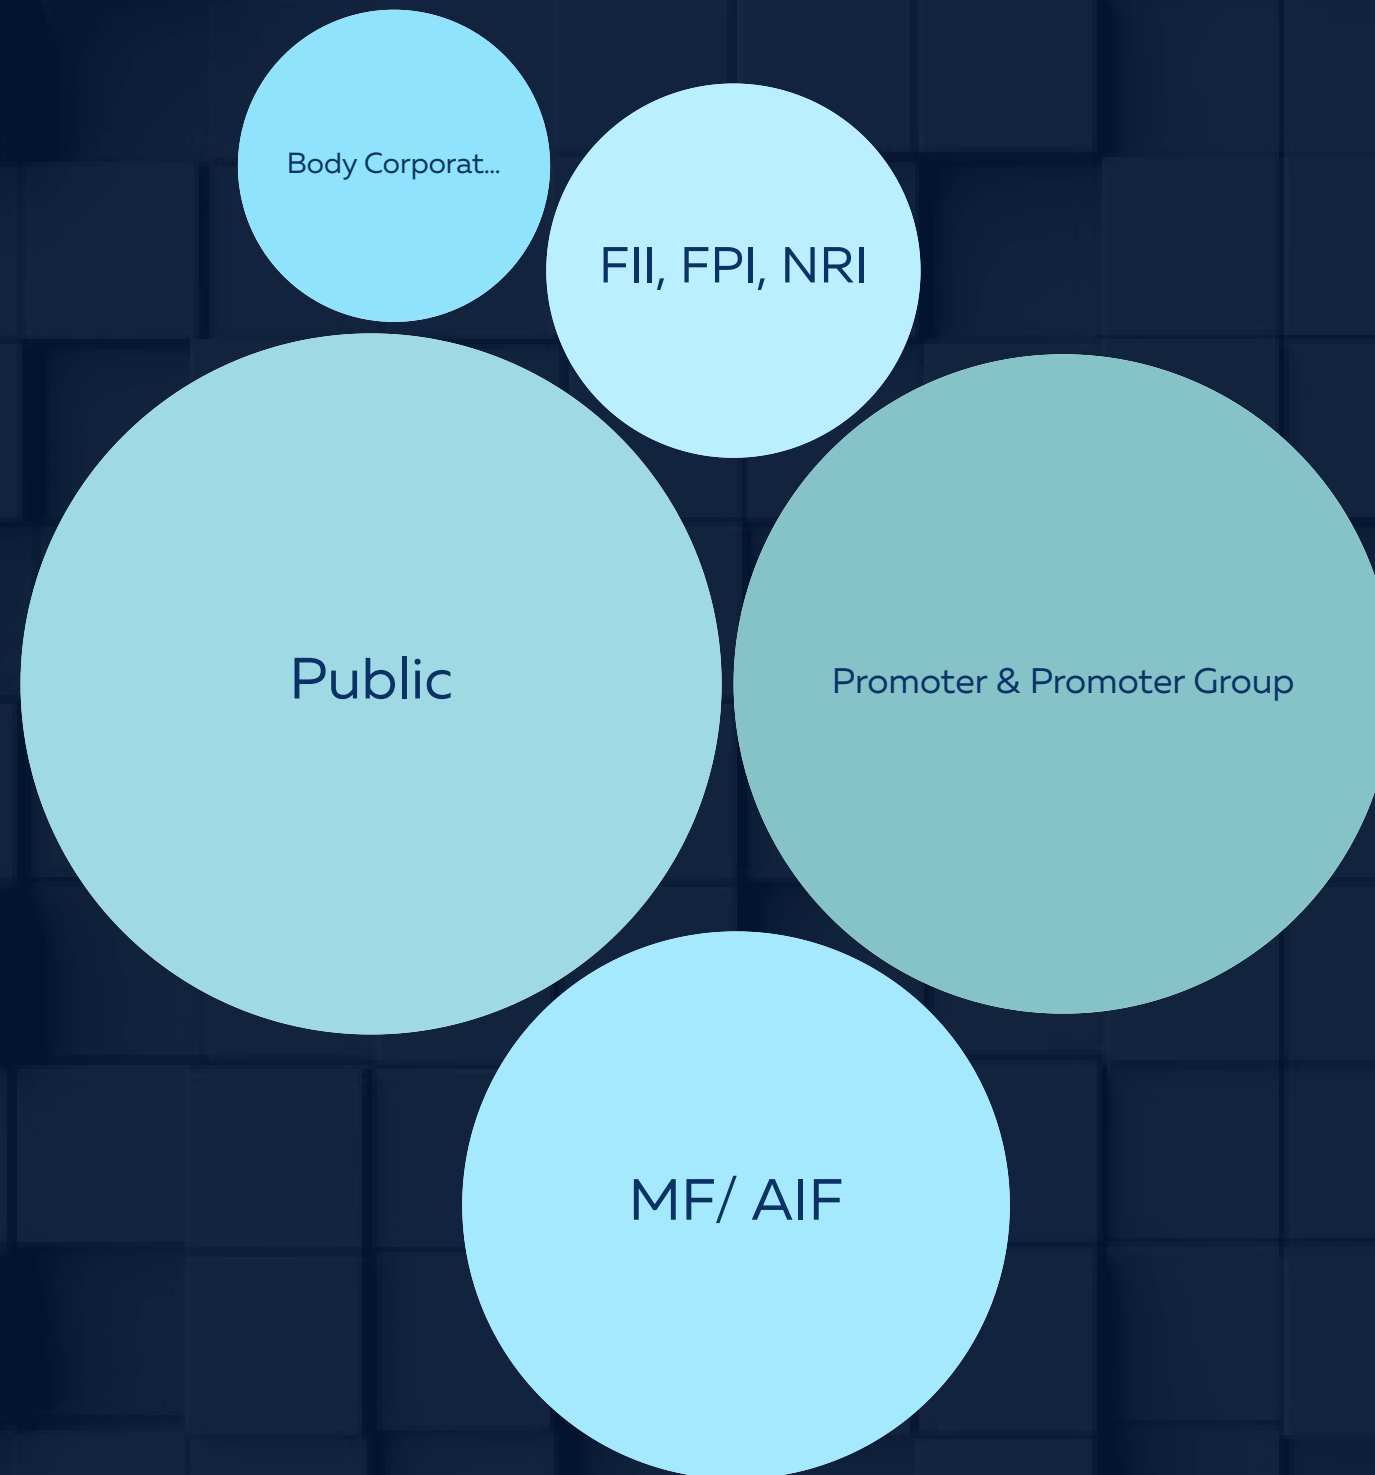 Body Corporat...
FII, FPI, NRI
Public
Promoter & Promoter Group
MF/ AIF